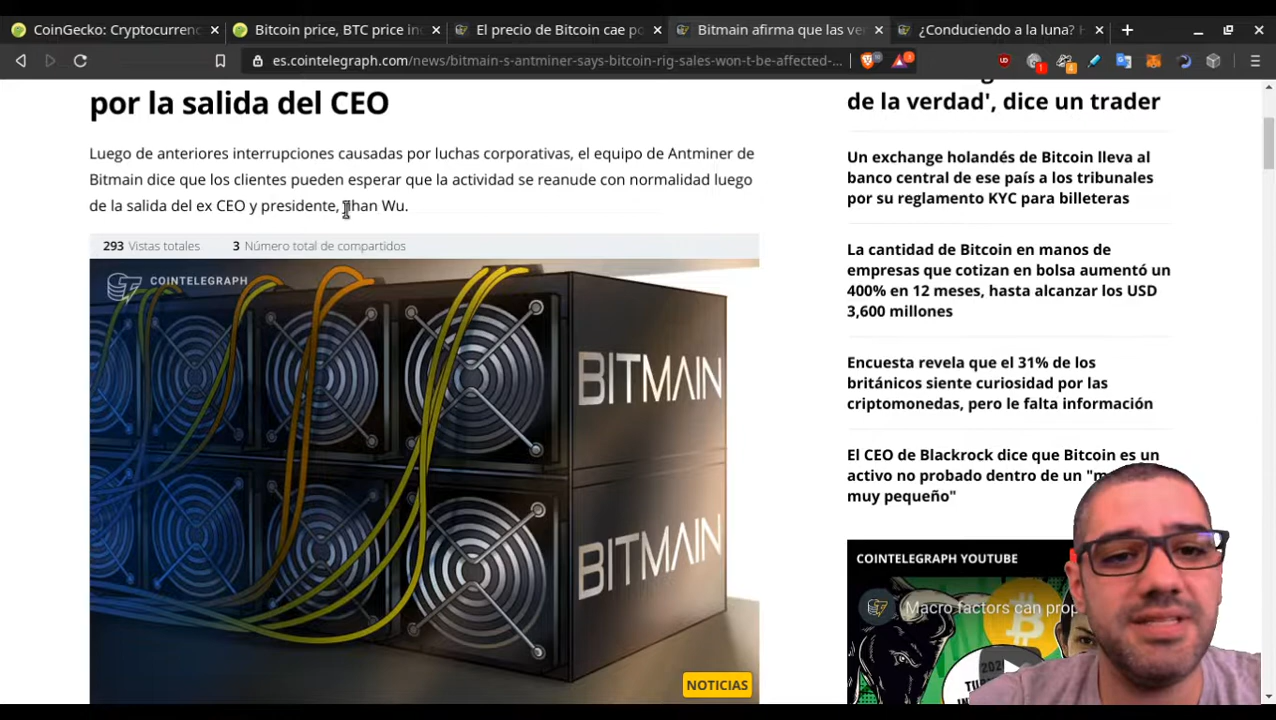 CoinGecko: Cryptocurrenc
Bitcoin price, BTC price in
El precio de Bitcoin cae po
Bitmain afirma que las ve
¿Conduciendo a la luna? H
es.cointelegraph.com/news/bitmain-s-antminer-says-bitcoin-rig-sales-won-t-be-affected-...
por la salida del CEO
Luego de anteriores interrupciones causadas por luchas corporativas, el equipo de Antminer de
Bitmain dice que los clientes pueden esperar que la actividad se reanude con normalidad luego
de la salida del ex CEO y presidente, Jihan Wu.
293 Vistas totales 3 Número total de compartidos
COINTELEGRAPH
BITMAIN
BITMAIN
NOTICIAS
de la verdad', dice un trader
Un exchange holandés de Bitcoin lleva al
banco central de ese país a los tribunales
por su reglamento KYC para billeteras
La cantidad de Bitcoin en manos de
empresas que cotizan en bolsa aumentó un
400% en 12 meses, hasta alcanzar los USD
3,600 millones
Encuesta revela que el 31% de los
británicos siente curiosidad por las
criptomonedas, pero le falta información
El CEO de Blackrock dice que Bitcoin es un
activo no probado dentro de un "m
muy pequeño"
COINTELEGRAPH YOUTUBE
Macro factors can prop